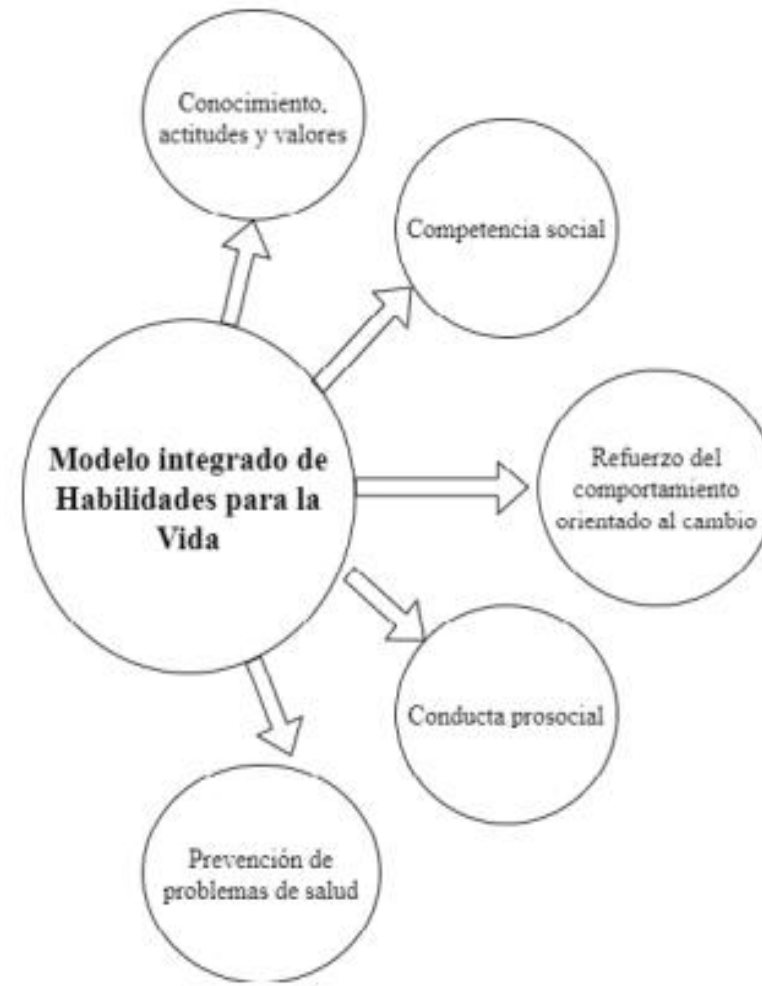 Conocimiento,
actitudes y valores
Competencia social
Modelo integrado de
Habilidades para la
Vida
Refuerzo del
comportamiento
orientado al cambio
Conducta prosocial
Prevención de
problemas de salud